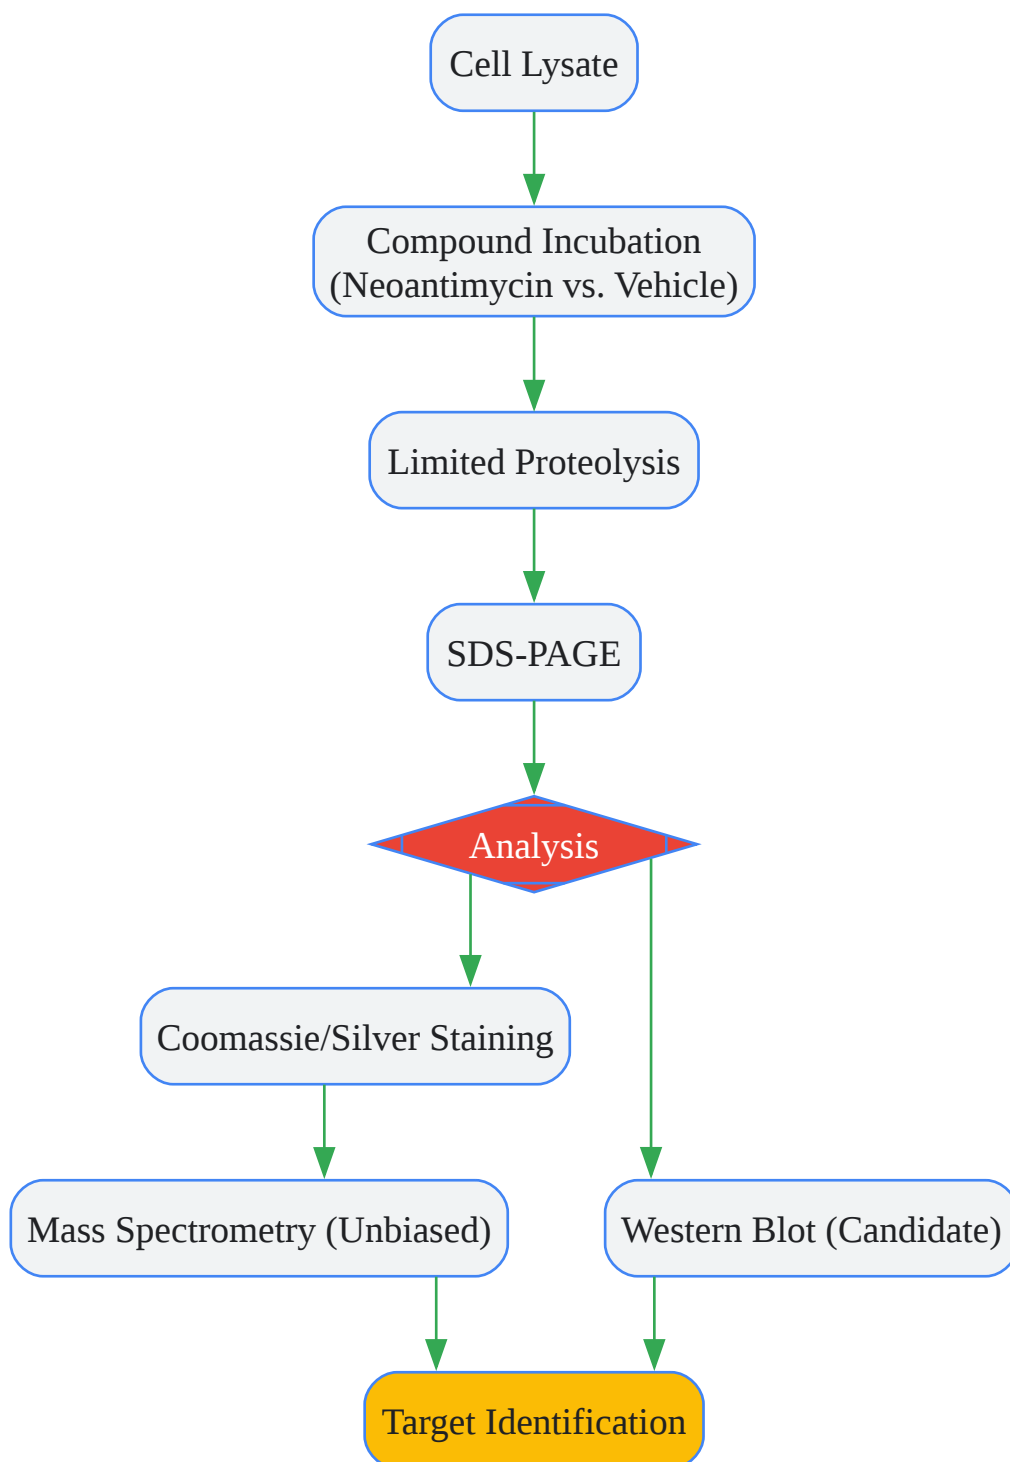 Cell Lysate
Compound Incubation
(Neoantimycin vs. Vehicle)
Limited Proteolysis
SDS-PAGE
Analysis
Coomassie/Silver Staining
Mass Spectrometry (Unbiased)
Western Blot (Candidate)
Target Identification